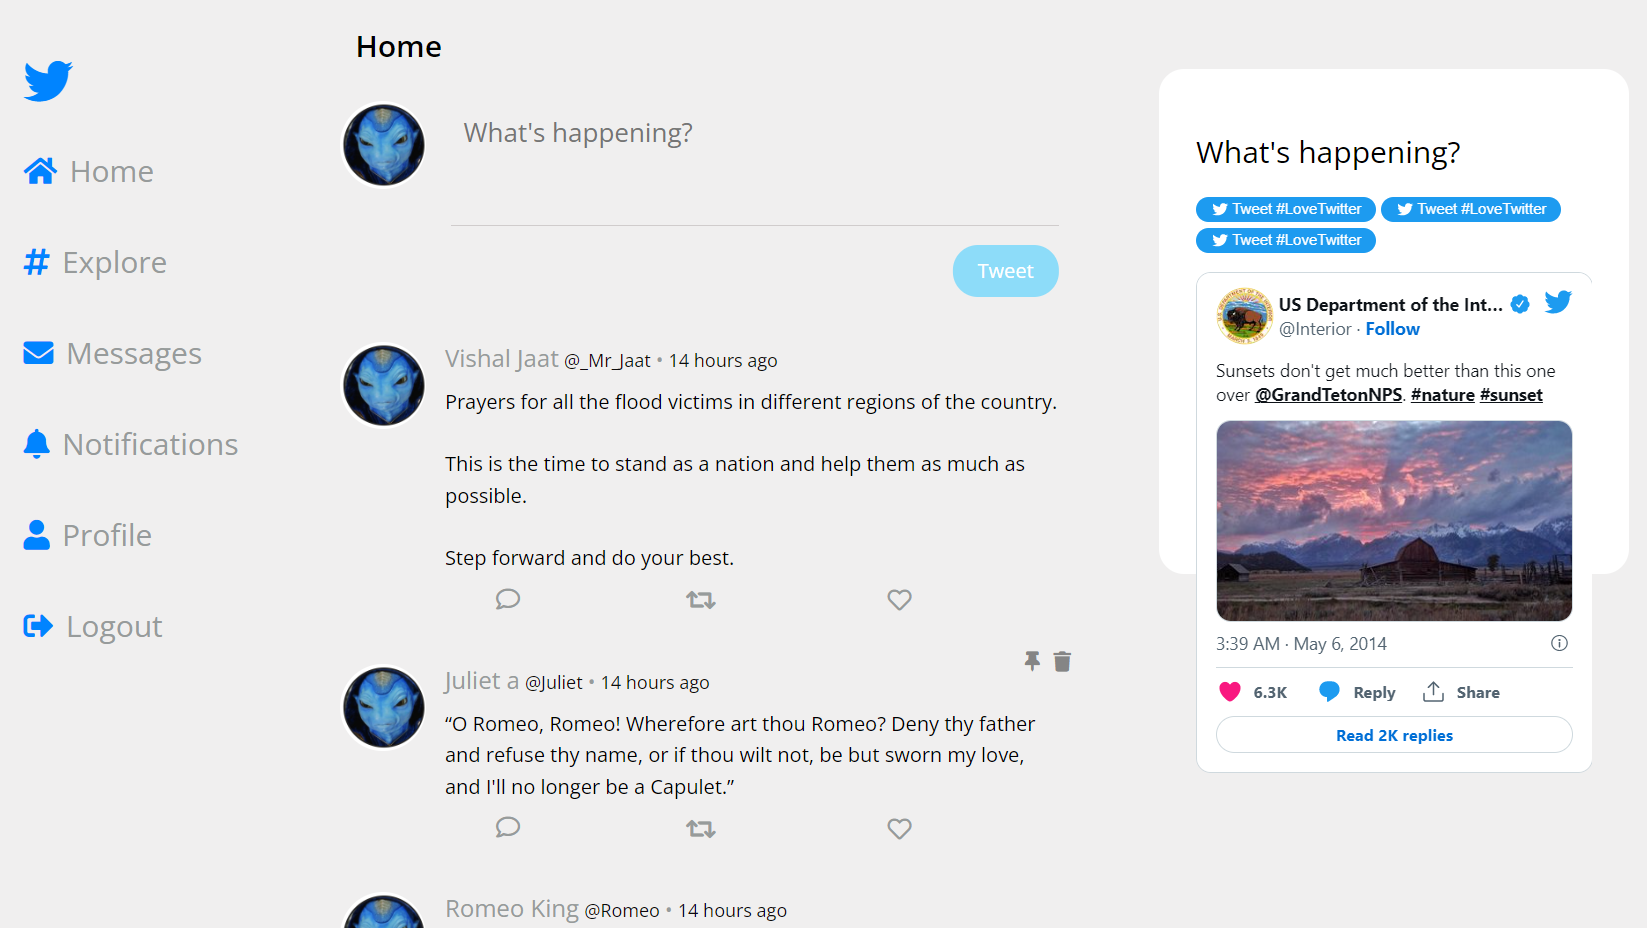 Home
Explore
Messages
Notifications
Profile
Logout
Home
What's happening?
Tweet
Vishal Jaat @_Mr_Jaat • 14 hours ago
Prayers for all the flood victims in different regions of the country.
This is the time to stand as a nation and help them as much as
possible.
Step forward and do your best.
Juliet a @Juliet • 14 hours ago
“O Romeo, Romeo! Wherefore art thou Romeo? Deny thy father
and refuse thy name, or if thou wilt not, be but sworn my love,
and I'll no longer be a Capulet.”
Romeo King @Romeo • 14 hours ago
What's happening?
Tweet #LoveTwitter Tweet #LoveTwitter
Tweet #LoveTwitter
US Department of the Int...
@Interior · Follow
Sunsets don't get much better than this one
over @GrandTetonNPS. #nature #sunset
3:39 AM · May 6, 2014
6.3K Reply Share
Read 2K replies